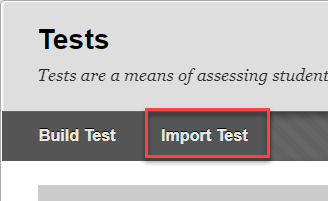 Tests
Tests are a means of assessing student
Build Test Import Test